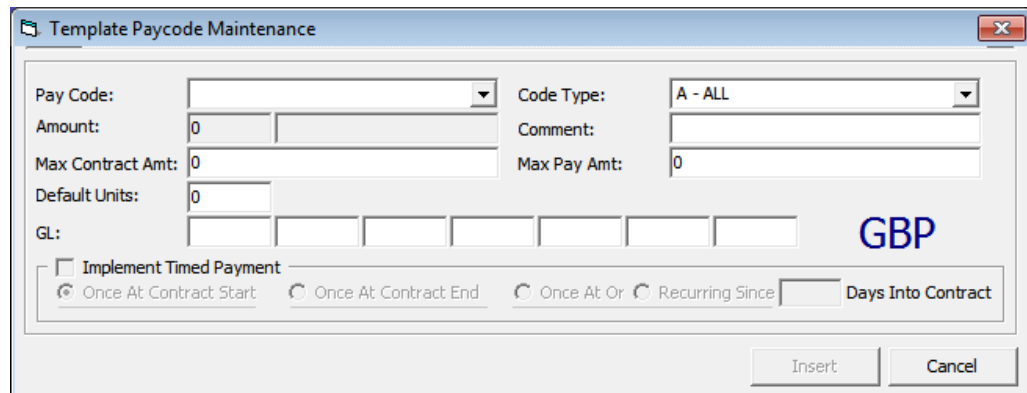 Template Paycode Maintenance
Pay Code: Code Type: A - ALL
Amount: 0 Comment:
Max Contract Amt: 0 Max Pay Amt: 0
Default Units: 0
GL: GBP
Implement Timed Payment
Once At Contract Start Once At Contract End Once At Or Recurring Since Days Into Contract
Insert Cancel